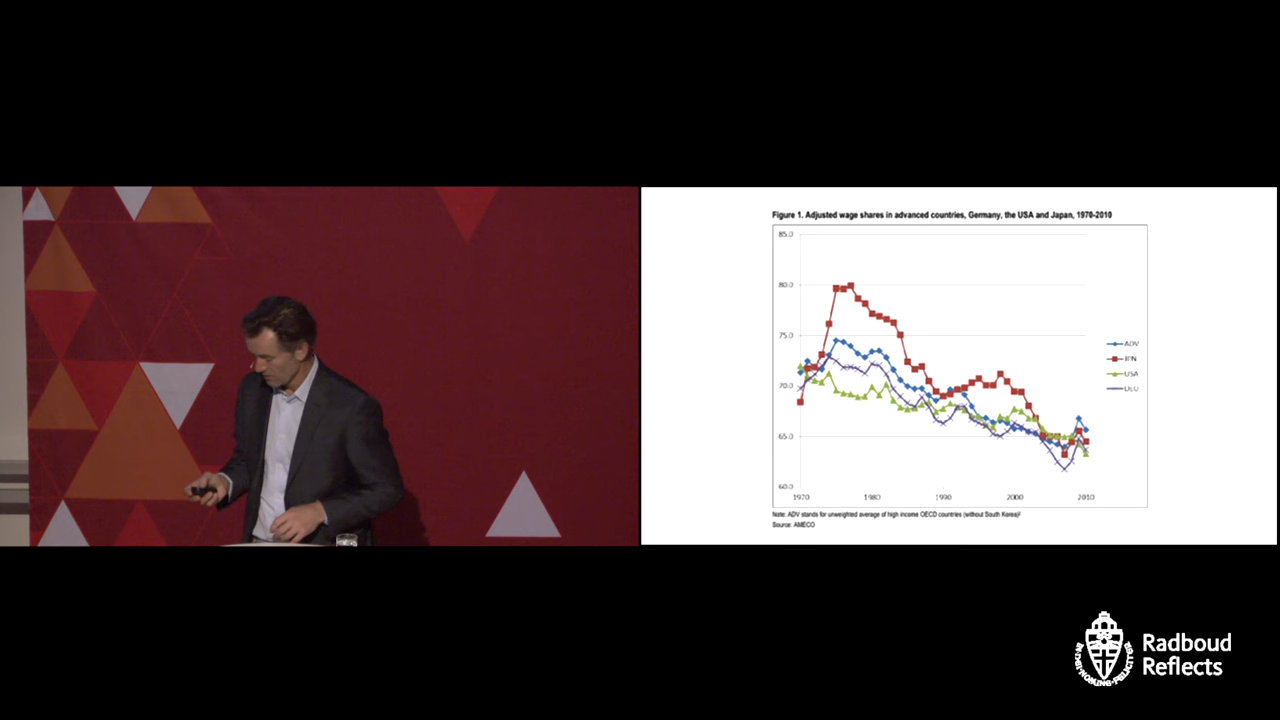 Figure 1. Adjusted wage shares in advanced countries, Germany, the USA and Japan, 1970-2010
85.0
80.0
75.0
70.0
65.0
60.0
1970 1980 1990 2000 2010
ADV
JPN
USA
DEU
Note: ADV stands for unweighted average of high income OECD countries (without South Korea)
Source: AMECO
Radboud
Reflects